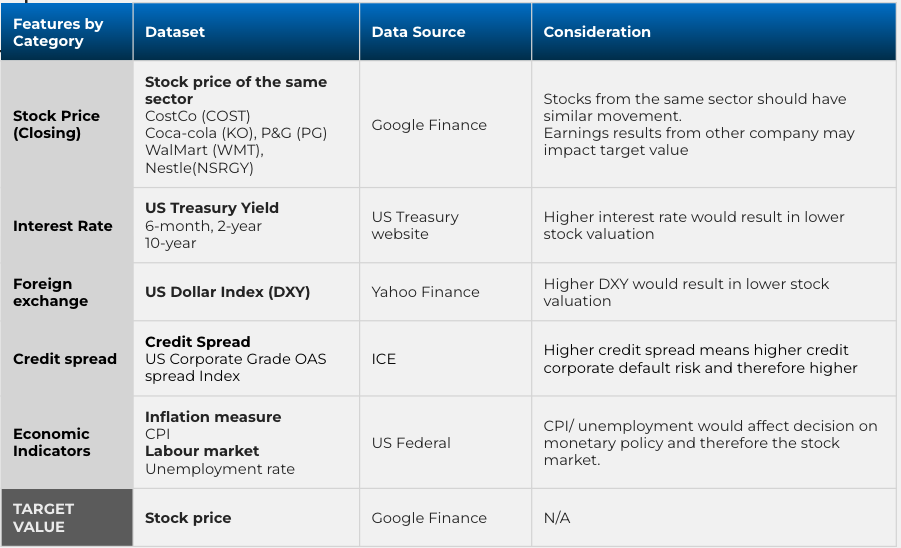 Features by
Category
Dataset
Data Source
Consideration
Stock Price
(Closing)
Stock price of the same
sector
CostCo (COST)
Coca-cola (KO), P&G (PG)
WalMart (WMT),
Nestle(NSRGY)
Google Finance
Stocks from the same sector should have
similar movement.
Earnings results from other company may
impact target value
Interest Rate
US Treasury Yield
6-month, 2-year
10-year
US Treasury
website
Higher interest rate would result in lower
stock valuation
Foreign
exchange
US Dollar Index (DXY)
Yahoo Finance
Higher DXY would result in lower stock
valuation
Credit spread
Credit Spread
US Corporate Grade OAS
spread Index
ICE
Higher credit spread means higher credit
corporate default risk and therefore higher
Economic
Indicators
Inflation measure
CPI
Labour market
Unemployment rate
US Federal
CPI/ unemployment would affect decision on
monetary policy and therefore the stock
market.
TARGET
VALUE
Stock price
Google Finance
N/A